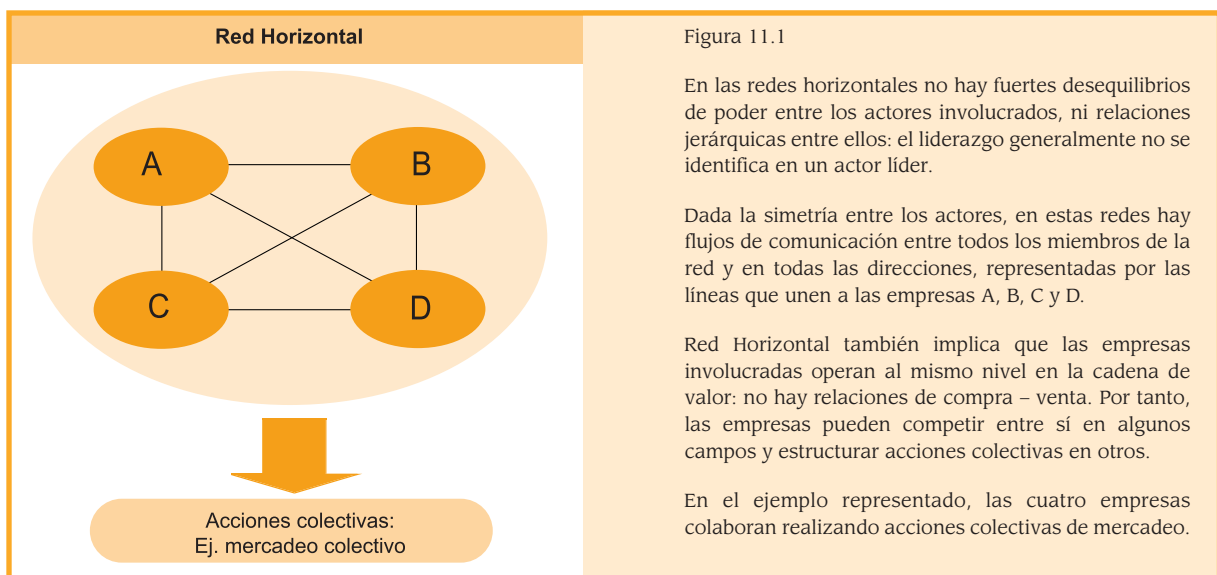 Red Horizontal
A
B
C
D
Acciones colectivas:
Ej. mercadeo colectivo
Figura 11.1
En las redes horizontales no hay fuertes desequilibrios
de poder entre los actores involucrados, ni relaciones
jerárquicas entre ellos: el liderazgo generalmente no se
identifica en un actor líder.
Dada la simetría entre los actores, en estas redes hay
flujos de comunicación entre todos los miembros de la
red y en todas las direcciones, representadas por las
líneas que unen a las empresas A, B, C y D.
Red Horizontal también implica que las empresas
involucradas operan al mismo nivel en la cadena de
valor: no hay relaciones de compra – venta. Por tanto,
las empresas pueden competir entre sí en algunos
campos y estructurar acciones colectivas en otros.
En el ejemplo representado, las cuatro empresas
colaboran realizando acciones colectivas de mercadeo.